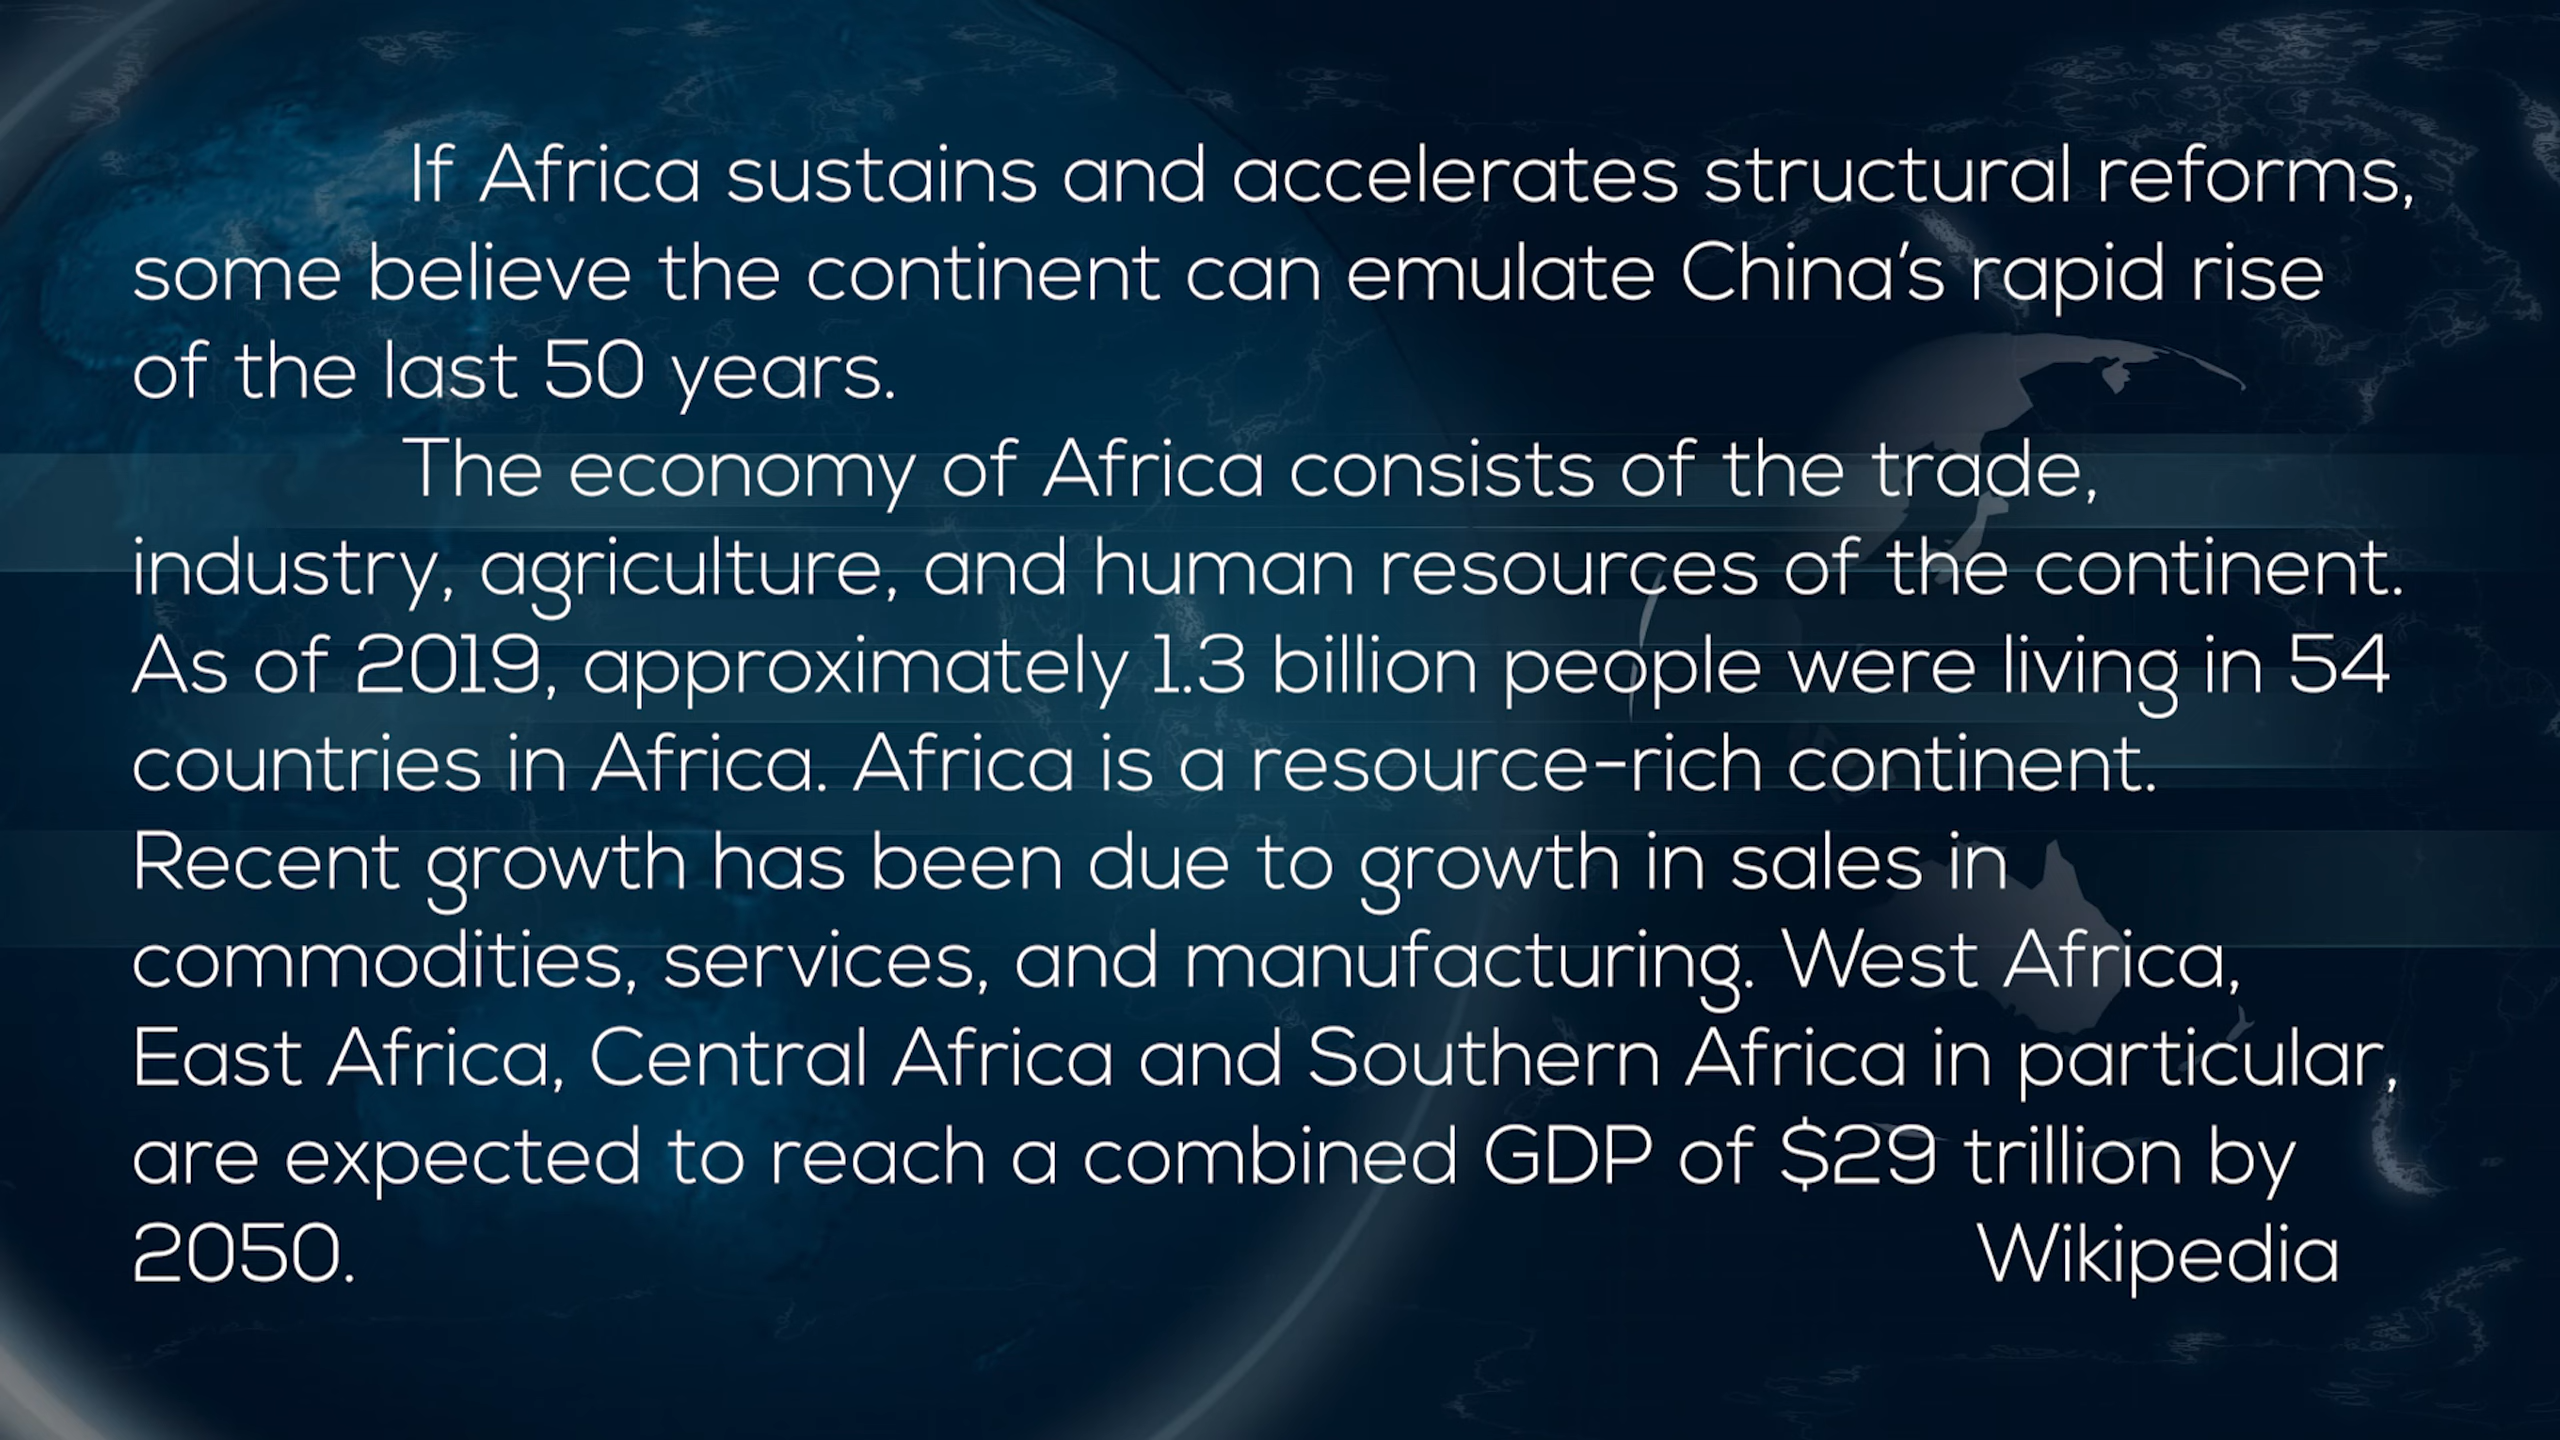 If Africa sustains and accelerates structural reforms,
some believe the continent can emulate China's rapid rise
of the last 50 years.
The economy of Africa consists of the trade,
industry, agriculture, and human resources of the continent.
As of 2019, approximately 1.3 billion people were living in 54
countries in Africa. Africa is a resource-rich continent.
Recent growth has been due to growth in sales in
commodities, services, and manufacturing. West Africa,
East Africa, Central Africa and Southern Africa in particular,
are expected to reach a combined GDP of $29 trillion by
2050. Wikipedia